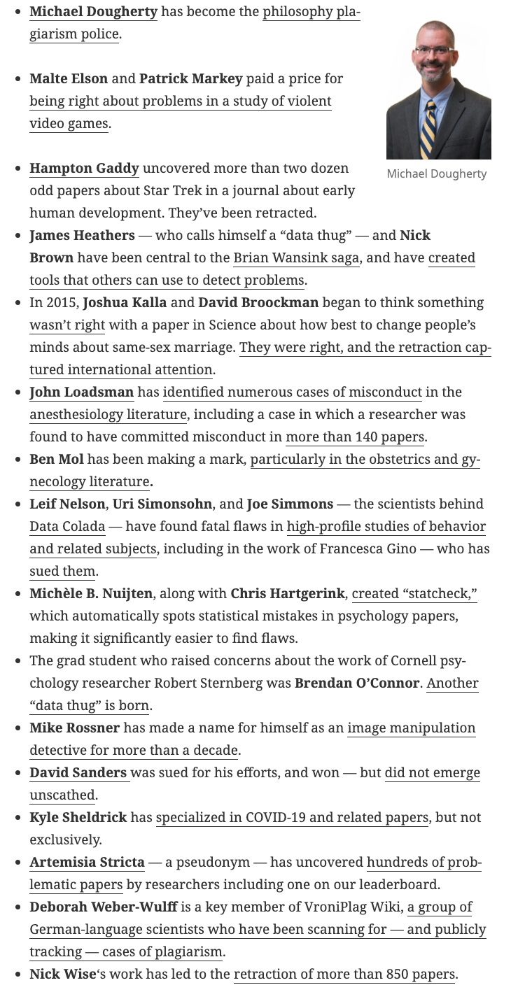 • Michael Dougherty has become the philosophy pla-
giarism police.
• Malte Elson and Patrick Markey paid a price for
being right about problems in a study of violent
video games.
• Hampton Gaddy uncovered more than two dozen
Michael Dougherty
odd papers about Star Trek in a journal about early
human development. They’ve been retracted.
• James Heathers — who calls himself a “data thug” — and Nick
Brown have been central to the Brian Wansink saga, and have created
tools that others can use to detect problems.
• In 2015, Joshua Kalla and David Broockman began to think something
wasn’t right with a paper in Science about how best to change people’s
minds about same-sex marriage. They were right, and the retraction cap-
tured international attention.
• John Loadsman has identified numerous cases of misconduct in the
anesthesiology literature, including a case in which a researcher was
found to have committed misconduct in more than 140 papers.
• Ben Mol has been making a mark, particularly in the obstetrics and gy-
necology literature.
• Leif Nelson, Uri Simonsohn, and Joe Simmons — the scientists behind
Data Colada — have found fatal flaws in high-profile studies of behavior
and related subjects, including in the work of Francesca Gino — who has
sued them.
• Michèle B. Nuijten, along with Chris Hartgerink, created “statcheck,”
which automatically spots statistical mistakes in psychology papers,
making it significantly easier to find flaws.
• The grad student who raised concerns about the work of Cornell psy-
chology researcher Robert Sternberg was Brendan O’Connor. Another
“data thug” is born.
• Mike Rossner has made a name for himself as an image manipulation
detective for more than a decade.
• David Sanders was sued for his efforts, and won — but did not emerge
unscathed.
• Kyle Sheldrick has specialized in COVID-19 and related papers, but not
exclusively.
• Artemisia Stricta — a pseudonym — has uncovered hundreds of prob-
lematic papers by researchers including one on our leaderboard.
• Deborah Weber-Wulff is a key member of VroniPlag Wiki, a group of
German-language scientists who have been scanning for — and publicly
tracking — cases of plagiarism.
• Nick Wise‘s work has led to the retraction of more than 850 papers.